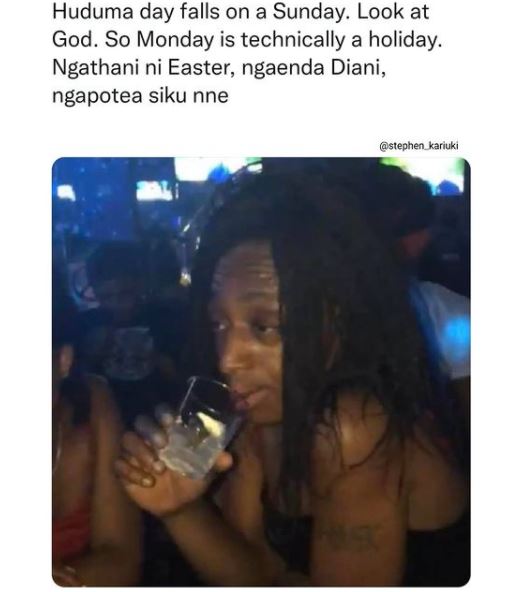 Huduma day falls on a Sunday. Look at
God. So Monday is technically a holiday.
Ngathani ni Easter, ngaenda Diani,
ngapotea siku nne
@stephen_kariuki